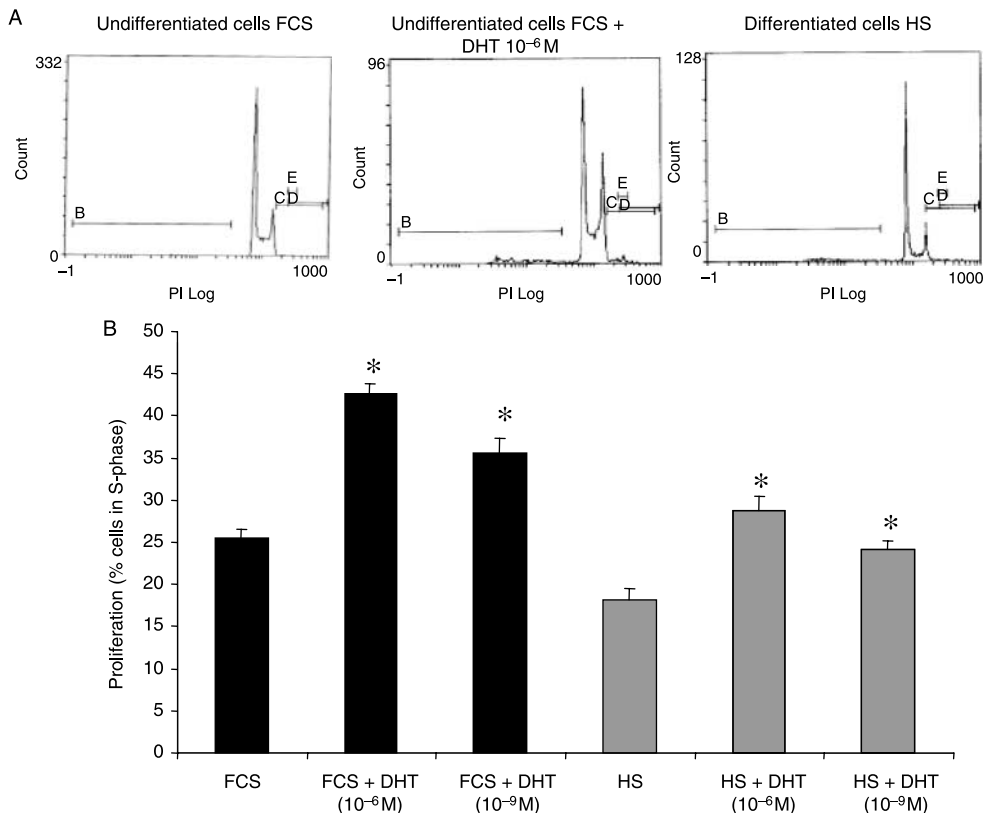 A
Undifferentiated cells FCS
332
Count
0
−1
1000
PI Log
B
C
D
E
Undifferentiated cells FCS +
DHT 10⁻⁶ M
96
Count
0
−1
1000
PI Log
B
C
D
E
Differentiated cells HS
128
Count
0
−1
1000
PI Log
B
C
D
E
B
Proliferation (% cells in S-phase)
50
45
40
35
30
25
20
15
10
5
0
*
*
*
*
FCS
FCS + DHT
(10⁻⁶M)
FCS + DHT
(10⁻⁹M)
HS
HS + DHT
(10⁻⁶M)
HS + DHT
(10⁻⁹M)